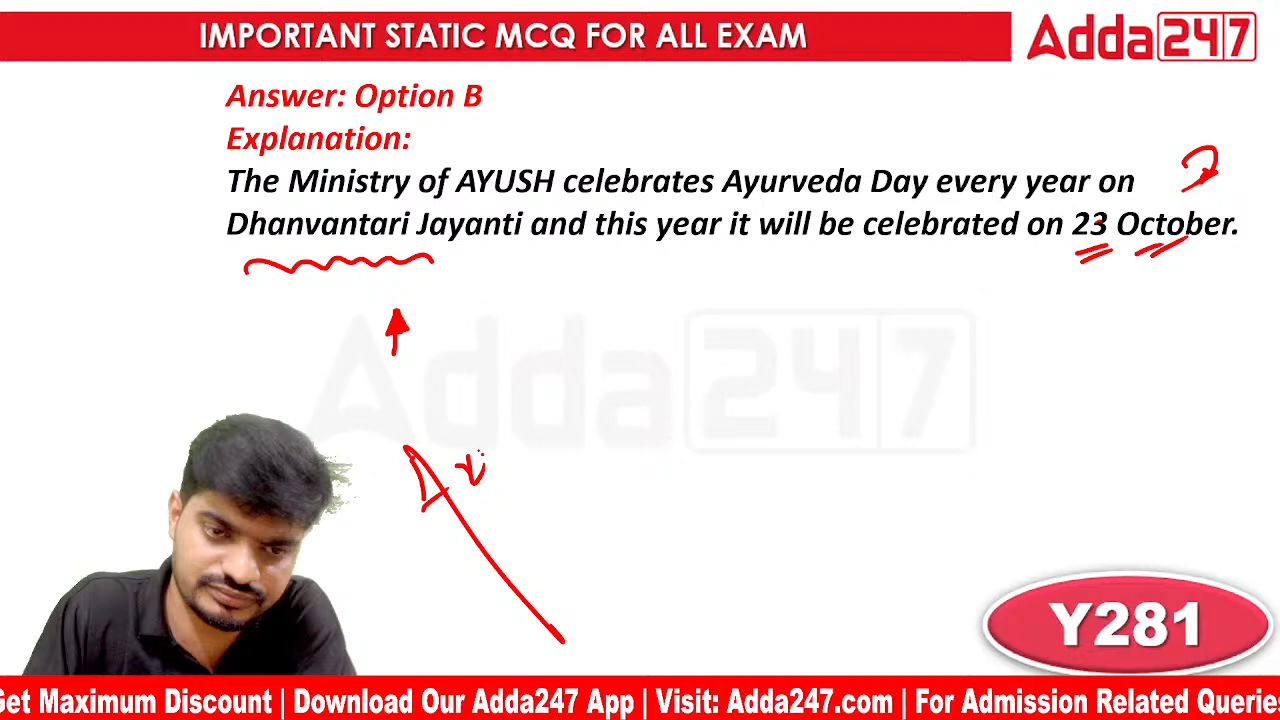 IMPORTANT STATIC MCQ FOR ALL EXAM
Adda247
Answer: Option B
Explanation:
The Ministry of AYUSH celebrates Ayurveda Day every year on
Dhanvantari Jayanti and this year it will be celebrated on 23 October.
Adda247
Y281
Get Maximum Discount | Download Our Adda247 App | Visit: Adda247.com | For Admission Related Queries